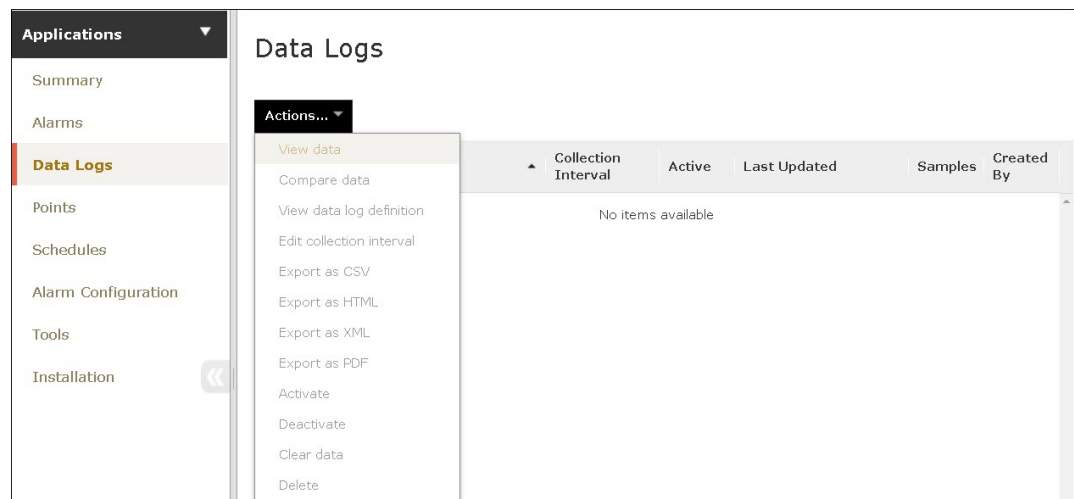 Applications
Summary
Alarms
Data Logs
Points
Schedules
Alarm Configuration
Tools
Installation
Data Logs
Actions...
View data
Compare data
View data log definition
Edit collection interval
Export as CSV
Export as HTML
Export as XML
Export as PDF
Activate
Deactivate
Clear data
Delete
Collection
Interval
Active
Last Updated
Samples
Created
By
No items available